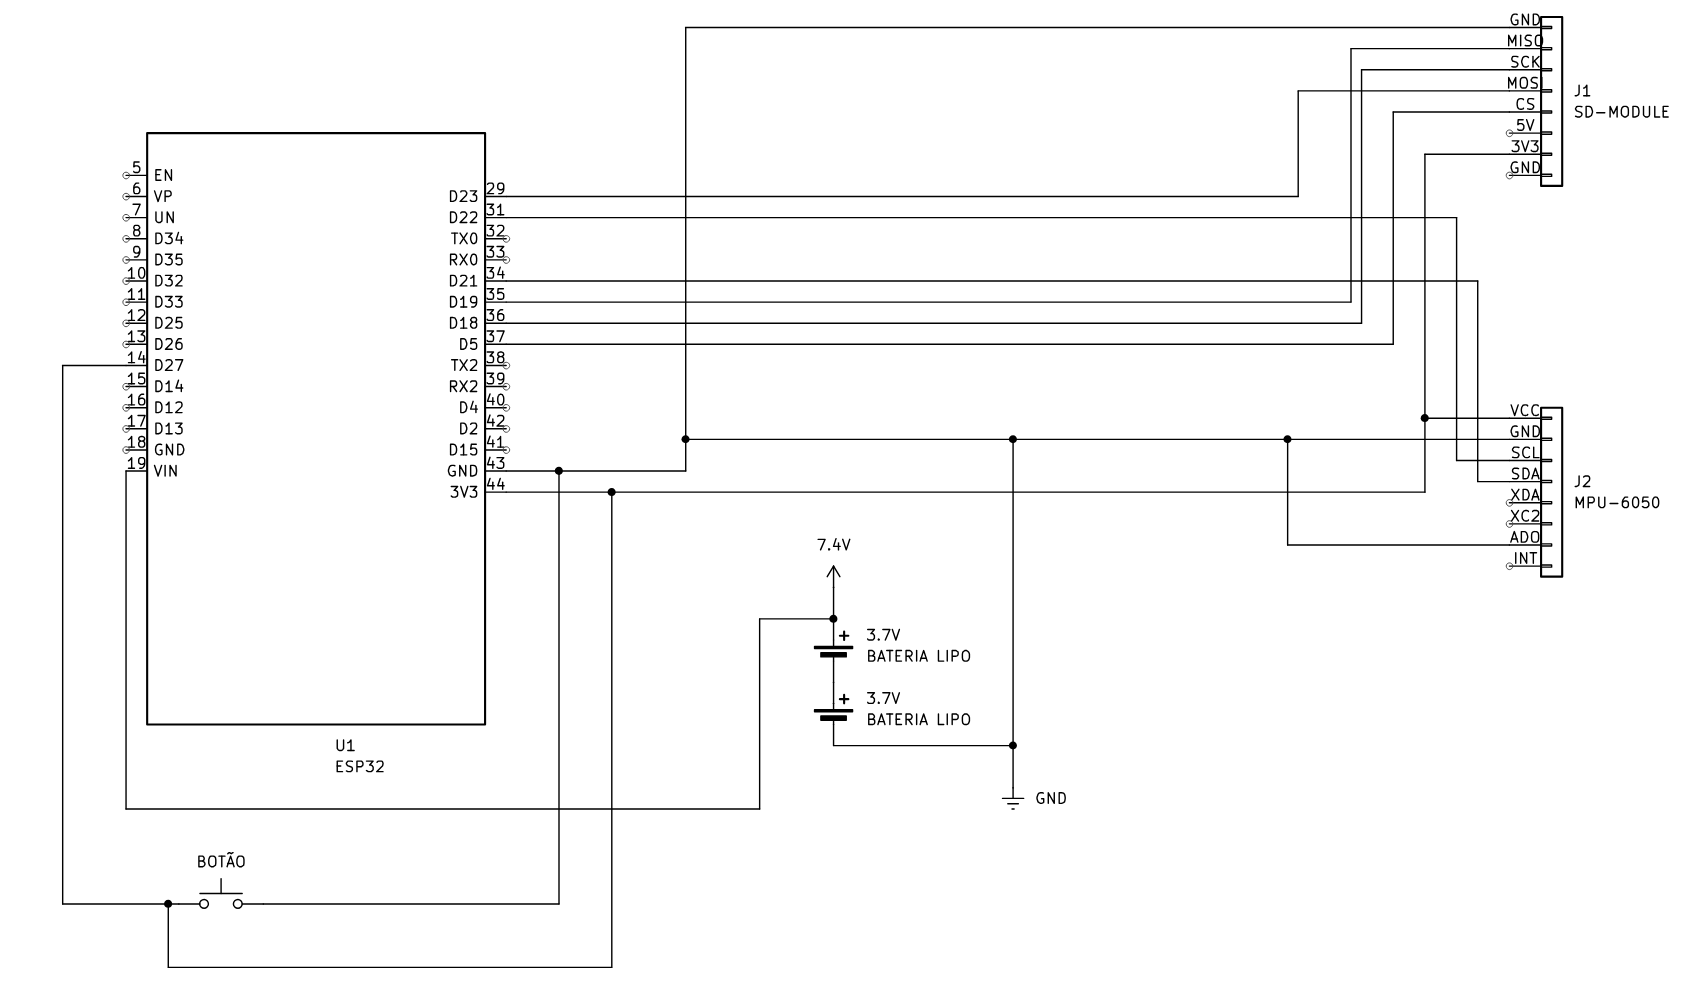 GND
MISO
SCK
MOSI
CS
5V
3V3
GND
J1
SD-MODULE
5 EN
6 VP
7 UN
8 D34
9 D35
10 D32
11 D33
12 D25
13 D26
14 D27
15 D14
16 D12
17 D13
18 GND
19 VIN
D23 29
D22 31
TX0 32
RX0 33
D21 34
D19 35
D18 36
D5 37
TX2 38
RX2 39
D4 40
D2 42
D15 41
GND 43
3V3 44
U1
ESP32
VCC
GND
SCL
SDA
XDA
XC2
ADO
INT
J2
MPU-6050
7.4V
+ 3.7V
BATERIA LIPO
+ 3.7V
BATERIA LIPO
GND
BOTÃO